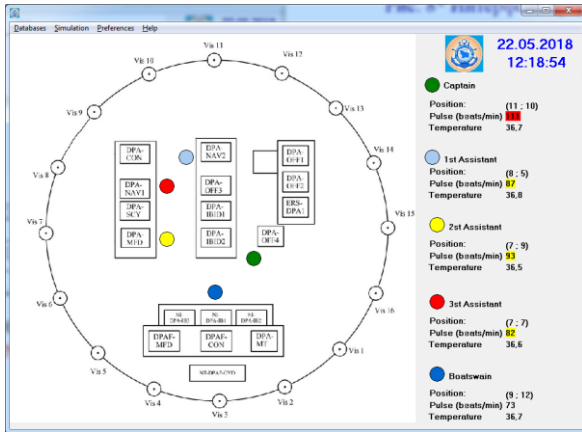 Databases Simulation Preferences Help
22.05.2018
12:18:54
Captain
Position: (11 ; 10)
Pulse (beats/min) 111
Temperature 36,7
1st Assistant
Position: (8 ; 5)
Pulse (beats/min) 87
Temperature 36,8
2st Assistant
Position: (7 ; 9)
Pulse (beats/min) 93
Temperature 36,5
3st Assistant
Position: (7 ; 7)
Pulse (beats/min) 82
Temperature 36,6
Boatswain
Position: (9 ; 12)
Pulse (beats/min) 73
Temperature 36,7
Vis 11
Vis 10
Vis 12
Vis 9
Vis 13
Vis 8
Vis 14
Vis 7
Vis 15
Vis 6
Vis 16
Vis 5
Vis 1
Vis 4
Vis 3
Vis 2
DPA-
CON
DPA-
NAV1
DPA-
SCY
DPA-
MFD
DPA-
NAV2
DPA-
OFF3
DPA-
IBID1
DPA-
IBID2
DPA-
OFF1
DPA-
OFF2
ERS-
DPA1
DPA-
OFF4
DPAF-
MFD
DPAF-
CON
DPA-
MT